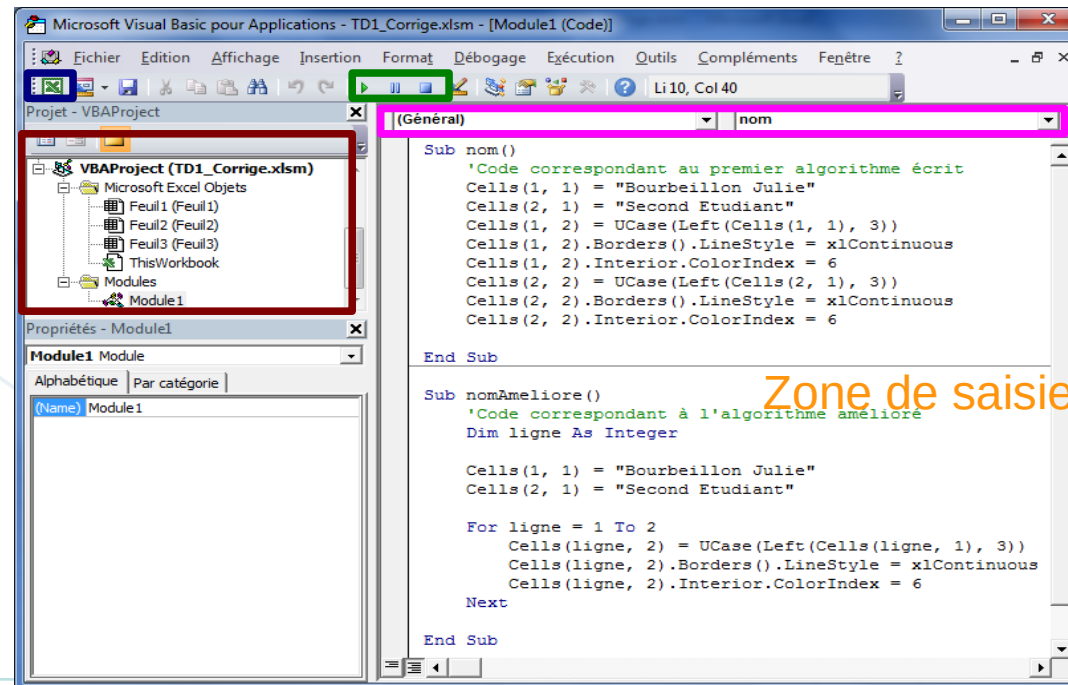 Microsoft Visual Basic pour Applications - TD1_Corrige.xlsm - [Module1 (Code)]
Fichier Edition Affichage Insertion Format Débogage Exécution Outils Compléments Fenêtre ?
Li 10, Col 40
Projet - VBAProject
VBAProject (TD1_Corrige.xlsm)
Microsoft Excel Objets
Feuil1 (Feuil1)
Feuil2 (Feuil2)
Feuil3 (Feuil3)
ThisWorkbook
Modules
Module1
Propriétés - Module1
Module1 Module
Alphabétique Par catégorie
(Name) Module1
(Général) nom
Sub nom()
'Code correspondant au premier algorithme écrit
Cells(1, 1) = "Bourbeillon Julie"
Cells(2, 1) = "Second Etudiant"
Cells(1, 2) = UCase(Left(Cells(1, 1), 3))
Cells(1, 2).Borders().LineStyle = xlContinuous
Cells(1, 2).Interior.ColorIndex = 6
Cells(2, 2) = UCase(Left(Cells(2, 1), 3))
Cells(2, 2).Borders().LineStyle = xlContinuous
Cells(2, 2).Interior.ColorIndex = 6
End Sub
Zone de saisie
Sub nomAmeliore()
'Code correspondant à l'algorithme amélioré
Dim ligne As Integer
Cells(1, 1) = "Bourbeillon Julie"
Cells(2, 1) = "Second Etudiant"
For ligne = 1 To 2
Cells(ligne, 2) = UCase(Left(Cells(ligne, 1), 3))
Cells(ligne, 2).Borders().LineStyle = xlContinuous
Cells(ligne, 2).Interior.ColorIndex = 6
Next
End Sub